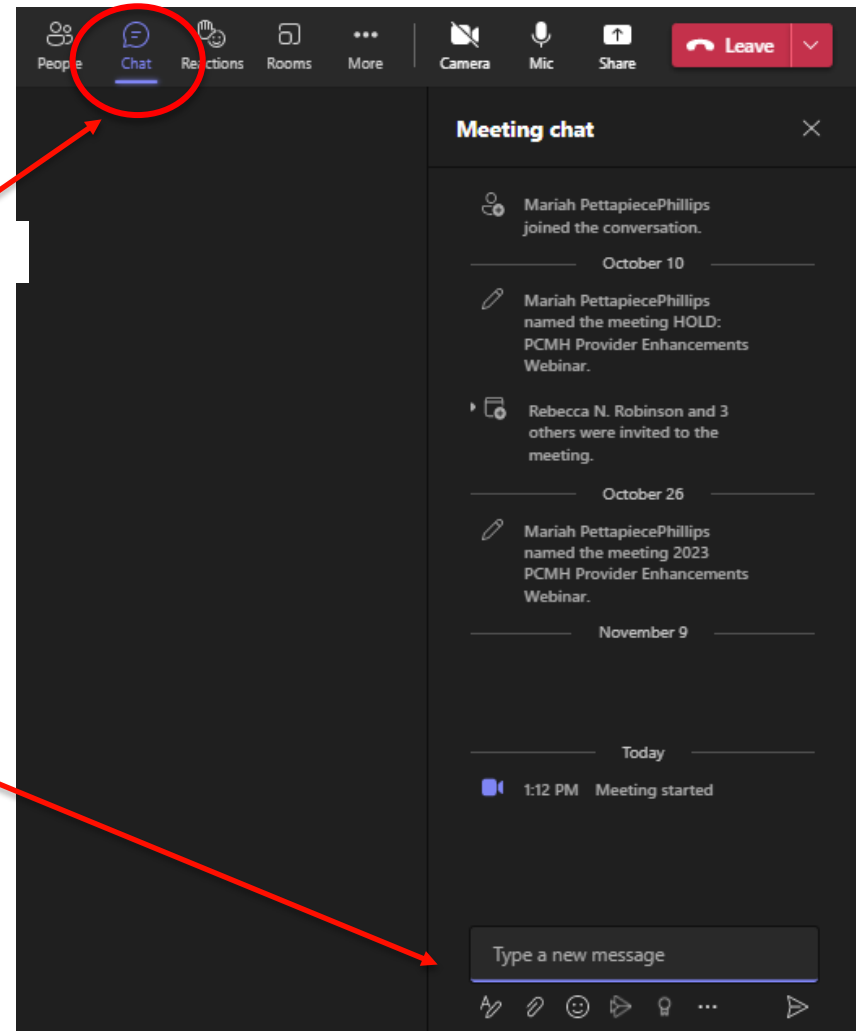 People Chat Reactions Rooms More Camera Mic Share Leave
Meeting chat
Mariah PettapiecePhillips
joined the conversation.
October 10
Mariah PettapiecePhillips
named the meeting HOLD:
PCMH Provider Enhancements
Webinar.
Rebecca N. Robinson and 3
others were invited to the
meeting.
October 26
Mariah PettapiecePhillips
named the meeting 2023
PCMH Provider Enhancements
Webinar.
November 9
Today
1:12 PM Meeting started
Type a new message